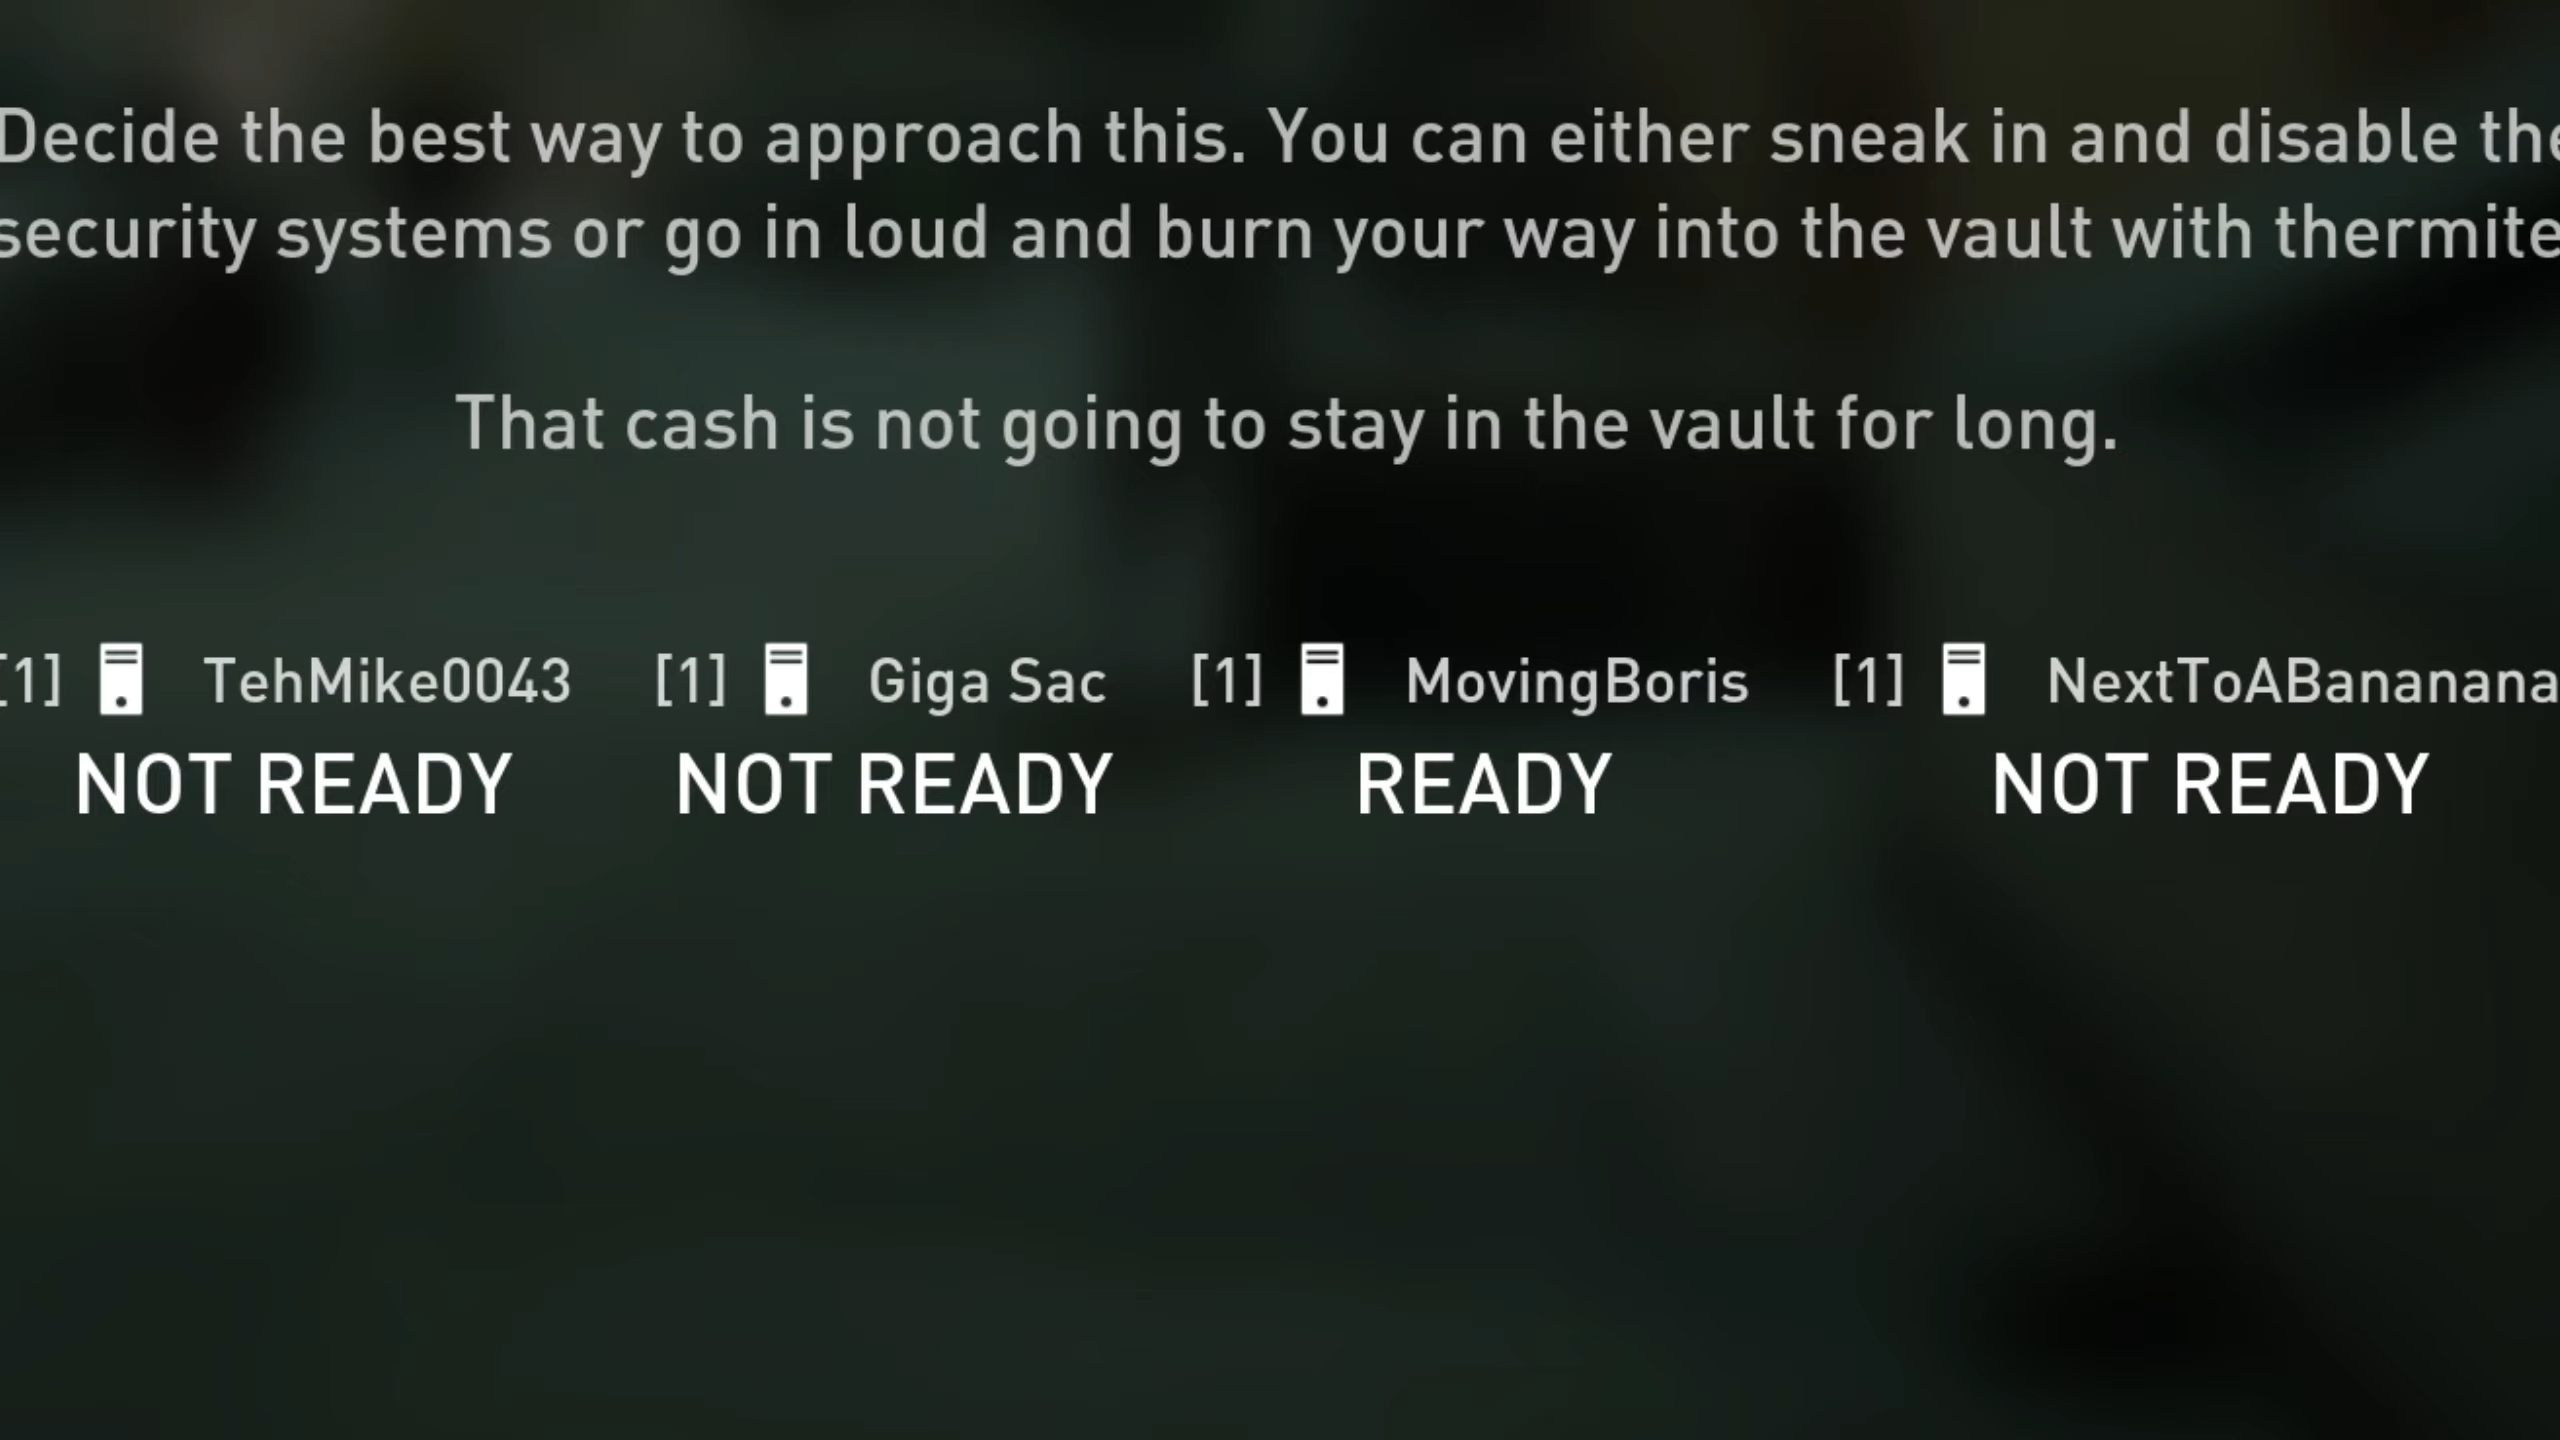 Decide the best way to approach this. You can either sneak in and disable the
security systems or go in loud and burn your way into the vault with thermite
That cash is not going to stay in the vault for long.
[1] TehMike0043 [1] Giga Sac [1] MovingBoris [1] NextToABananana
NOT READY NOT READY READY NOT READY